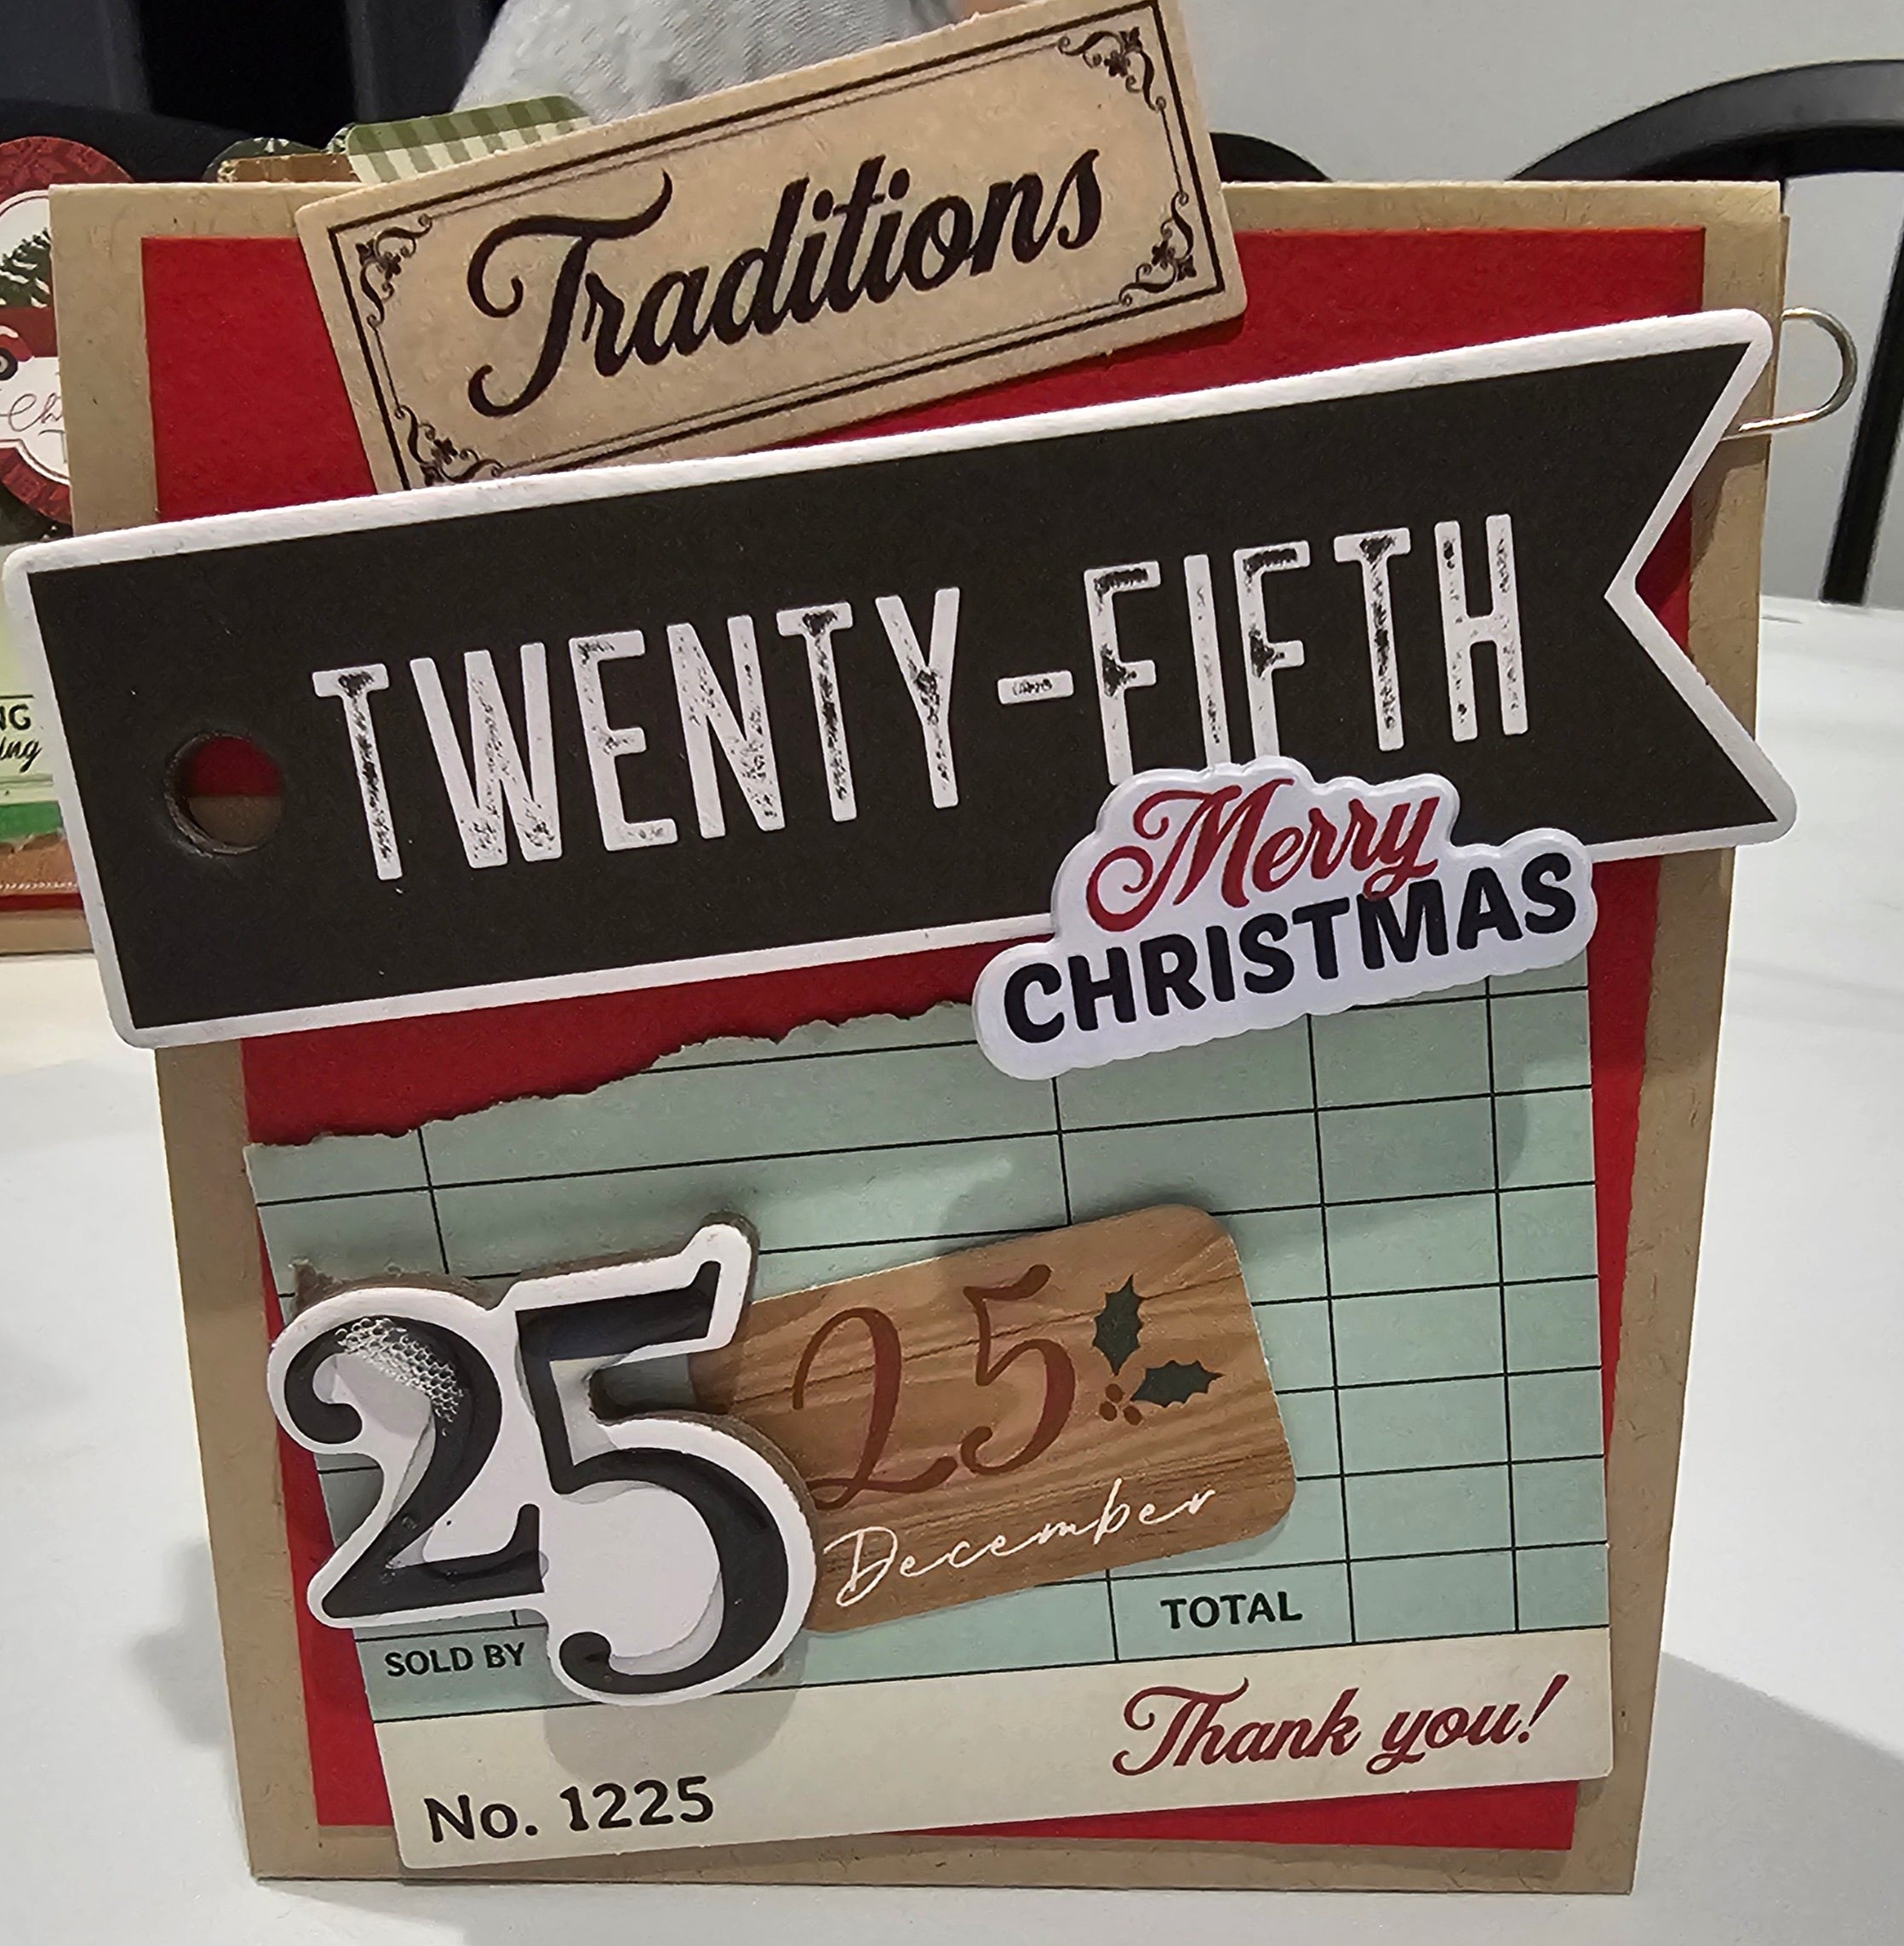 Traditions
TWENTY-FIFTH
Merry
CHRISTMAS
25
25
December
TOTAL
SOLD BY
Thank you!
No. 1225